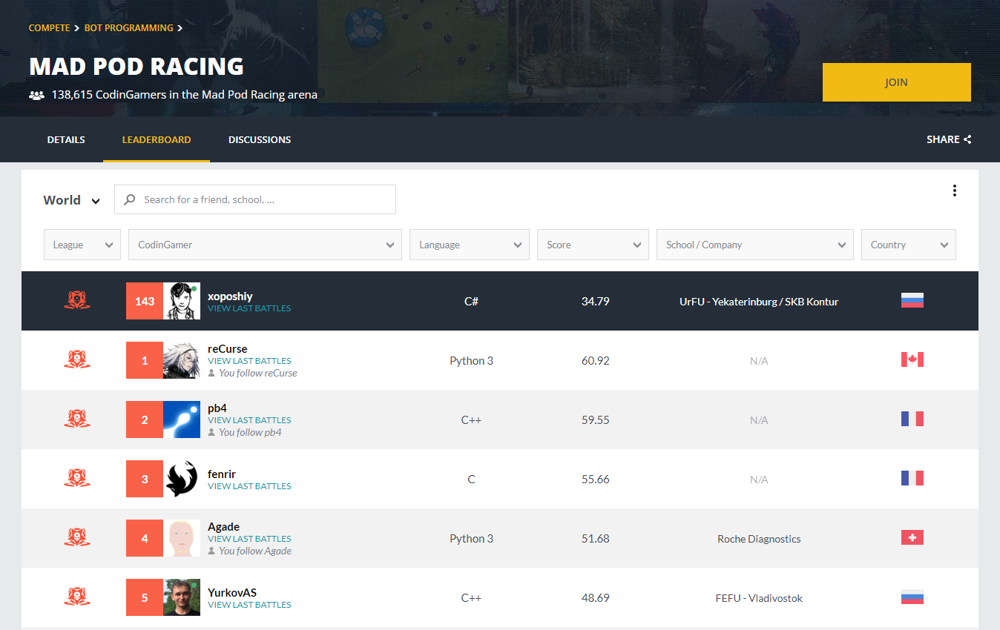 COMPETE > BOT PROGRAMMING >
MAD POD RACING
138,615 CodinGamers in the Mad Pod Racing arena
JOIN
DETAILS LEADERBOARD DISCUSSIONS SHARE
World Search for a friend, school, ...
League CodinGamer Language Score School / Company Country
143 xoposhiy C# 34.79 UrFU - Yekaterinburg / SKB Kontur
VIEW LAST BATTLES
1 reCurse Python 3 60.92 N/A
VIEW LAST BATTLES
You follow reCurse
2 pb4 C++ 59.55 N/A
VIEW LAST BATTLES
You follow pb4
3 fenrir C 55.66 N/A
VIEW LAST BATTLES
4 Agade Python 3 51.68 Roche Diagnostics
VIEW LAST BATTLES
You follow Agade
5 YurkovAS C++ 48.69 FEFU - Vladivostok
VIEW LAST BATTLES